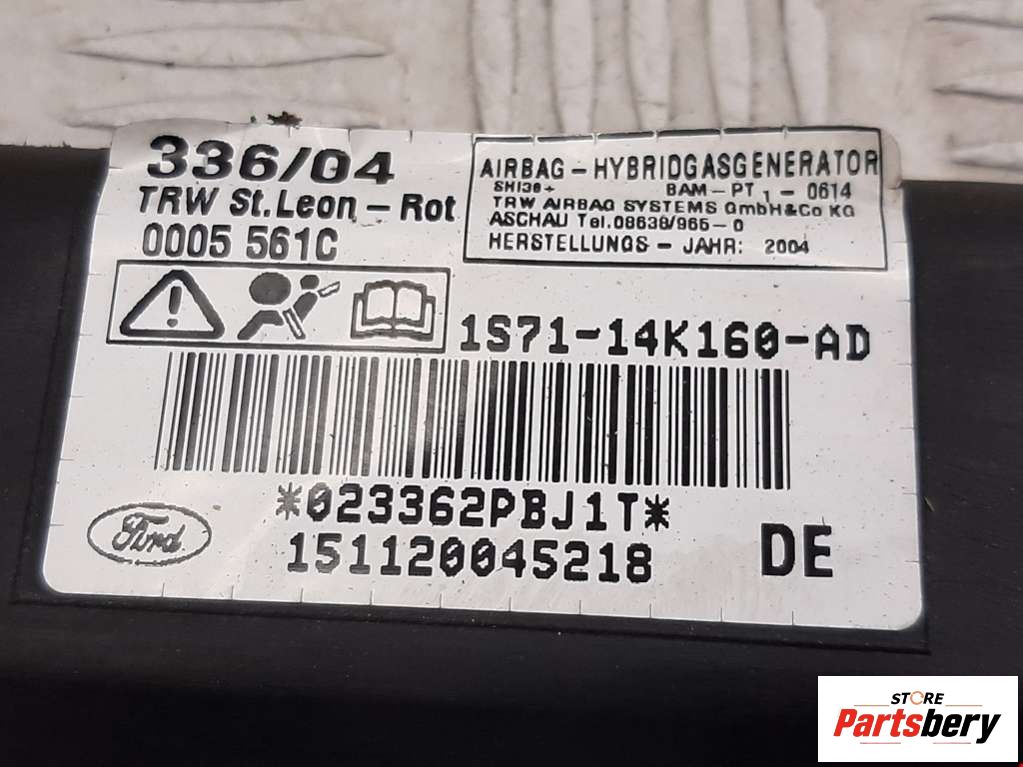 336/04
TRW St.Leon - Rot
0005 561C
AIRBAG - HYBRIDGASGENERATOR
SHI38+ BAM-PT 1 - 0614
TRW AIRBAG SYSTEMS GmbH&Co KG
ASCHAU Tel.08638/965-0
HERSTELLUNGS - JAHR: 2004
1S71-14K160-AD
*023362PBJ1T*
151120045218
DE
Ford
STORE
Partsbery